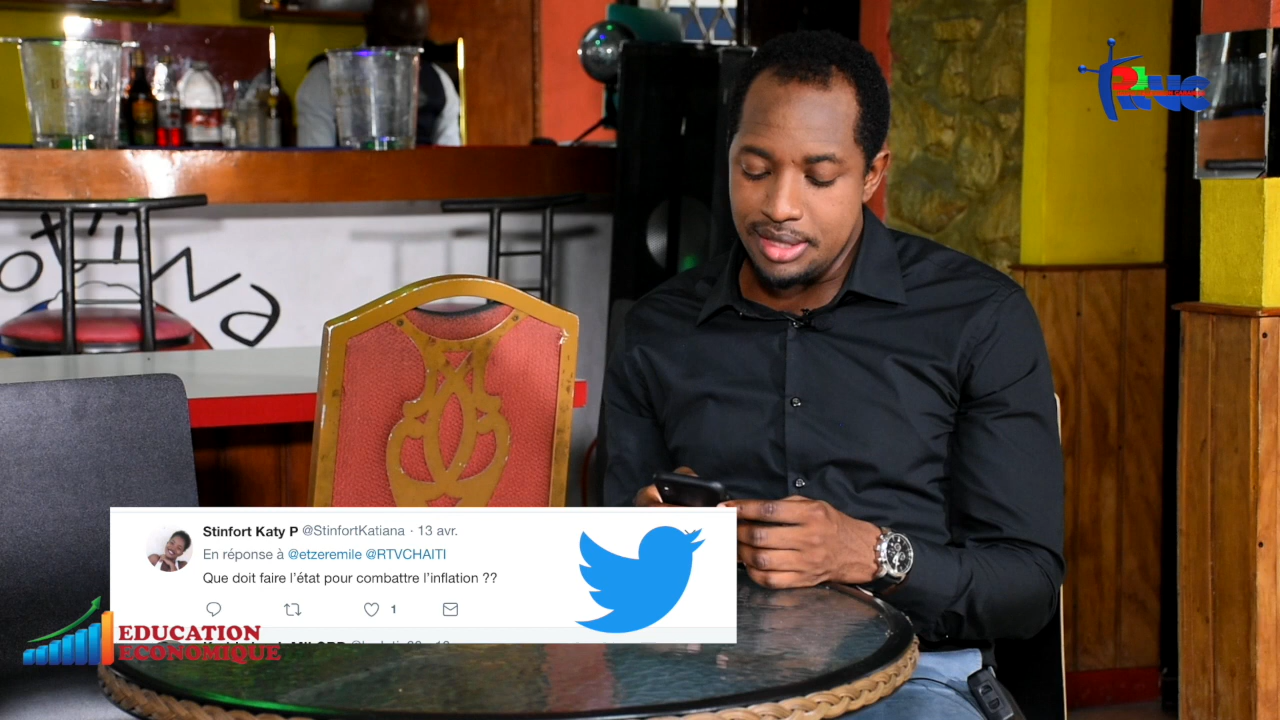 RTVC
Stinfort Katy P @StinfortKatiana · 13 avr.
En réponse à @etzeremile @RTVCHAITI
Que doit faire l'état pour combattre l'inflation ??
1
EDUCATION
ECONOMIQUE